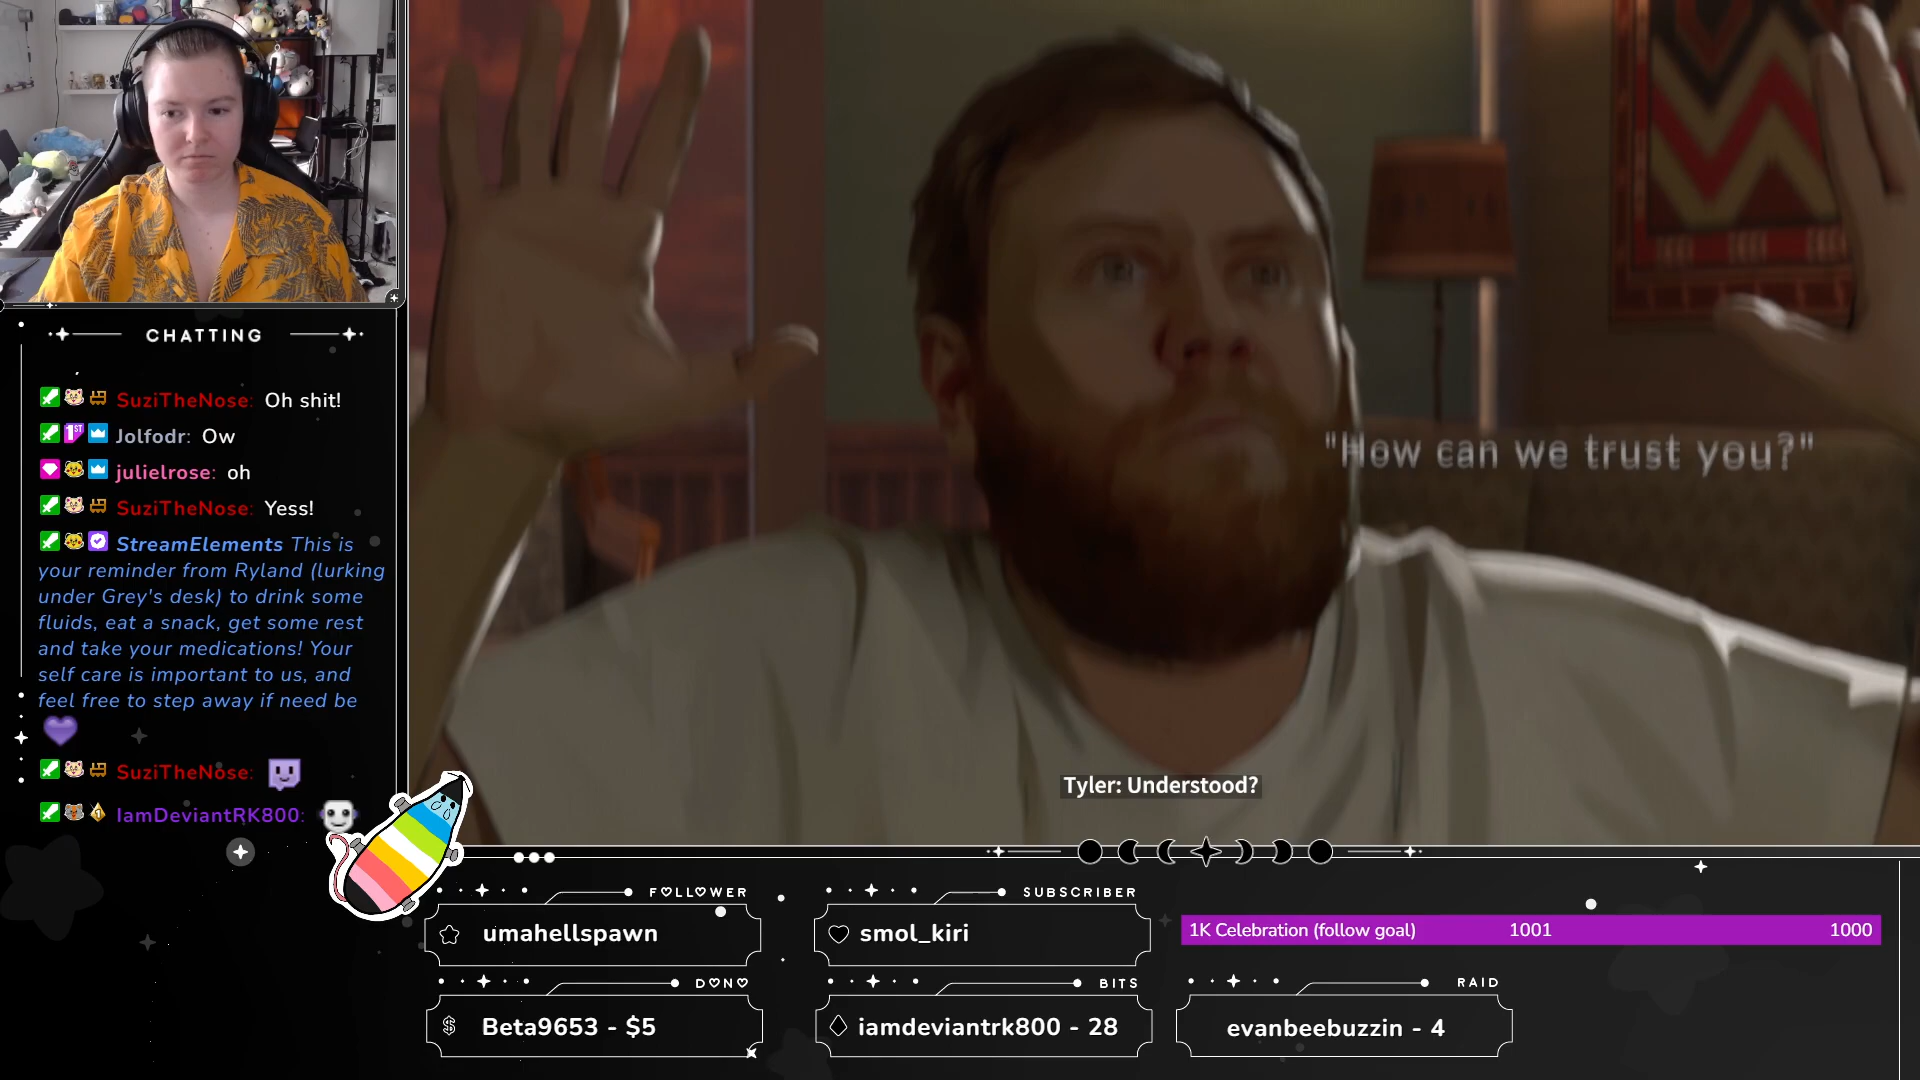 CHATTING
SuziTheNose: Oh shit!
Jolfodr: Ow
julielrose: oh
SuziTheNose: Yess!
StreamElements This is
your reminder from Ryland (lurking
under Grey's desk) to drink some
fluids, eat a snack, get some rest
and take your medications! Your
self care is important to us, and
feel free to step away if need be
SuziTheNose:
IamDeviantRK800:
"How can we trust you?"
Tyler: Understood?
FOLLOWER
umahellspawn
SUBSCRIBER
smol_kiri
1K Celebration (follow goal) 1001 1000
DONO
Beta9653 - $5
BITS
iamdeviantrk800 - 28
RAID
evanbeebuzzin - 4